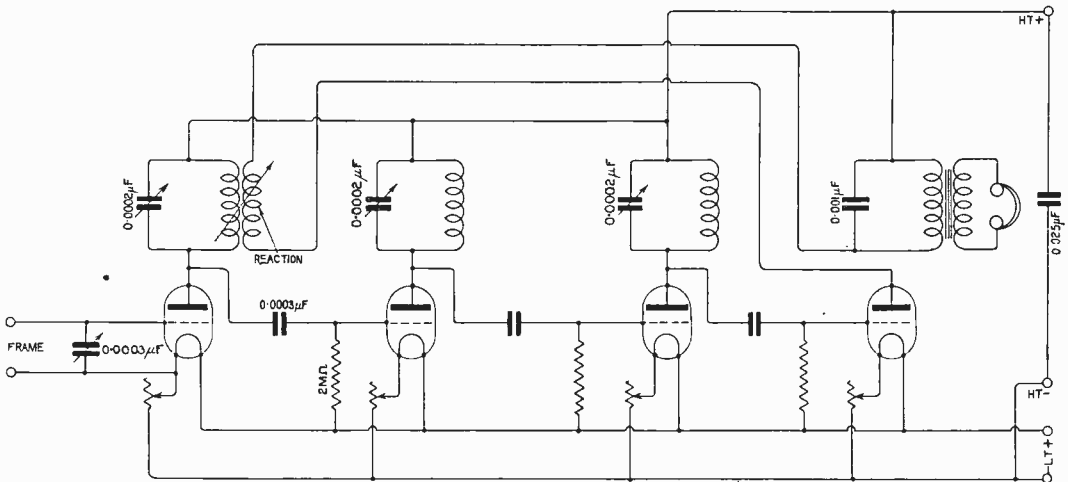 HT+
0·0002µF
0·0002µF
0·0002µF
0·001µF
0·025µF
REACTION
0·0003µF
FRAME
0·0003µF
2MΩ
HT-
-LT+